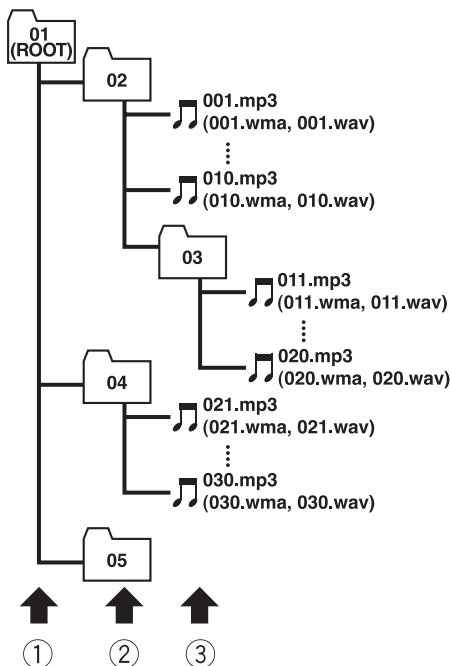 01
(ROOT)
02
001.mp3
(001.wma, 001.wav)
010.mp3
(010.wma, 010.wav)
03
011.mp3
(011.wma, 011.wav)
020.mp3
(020.wma, 020.wav)
04
021.mp3
(021.wma, 021.wav)
030.mp3
(030.wma, 030.wav)
05
① ② ③